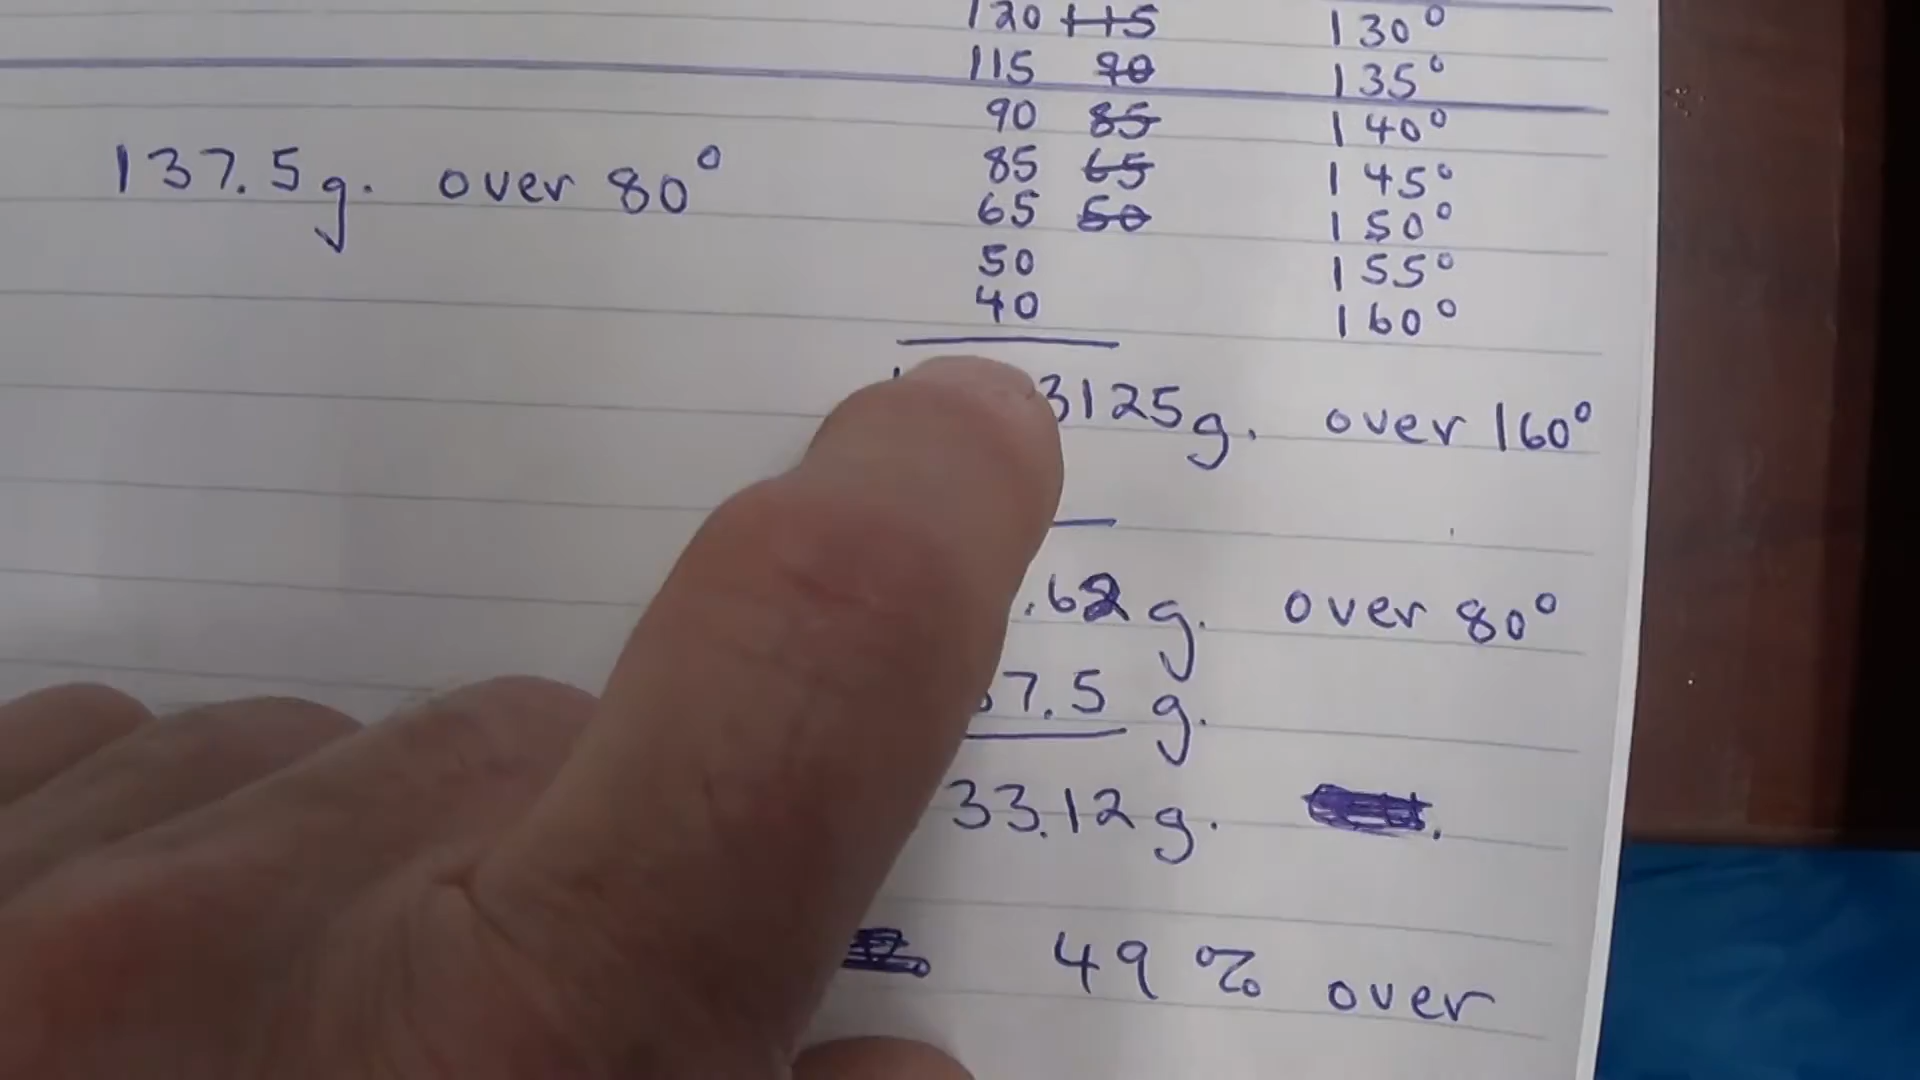 120 115 130°
115 90 135°
90 85 140°
137.5g. over 80°
85 65 145°
65 50 150°
50 155°
40 160°
3125g. over 160°
.62 g. over 80°
7.5 g.
33.12g.
49% over